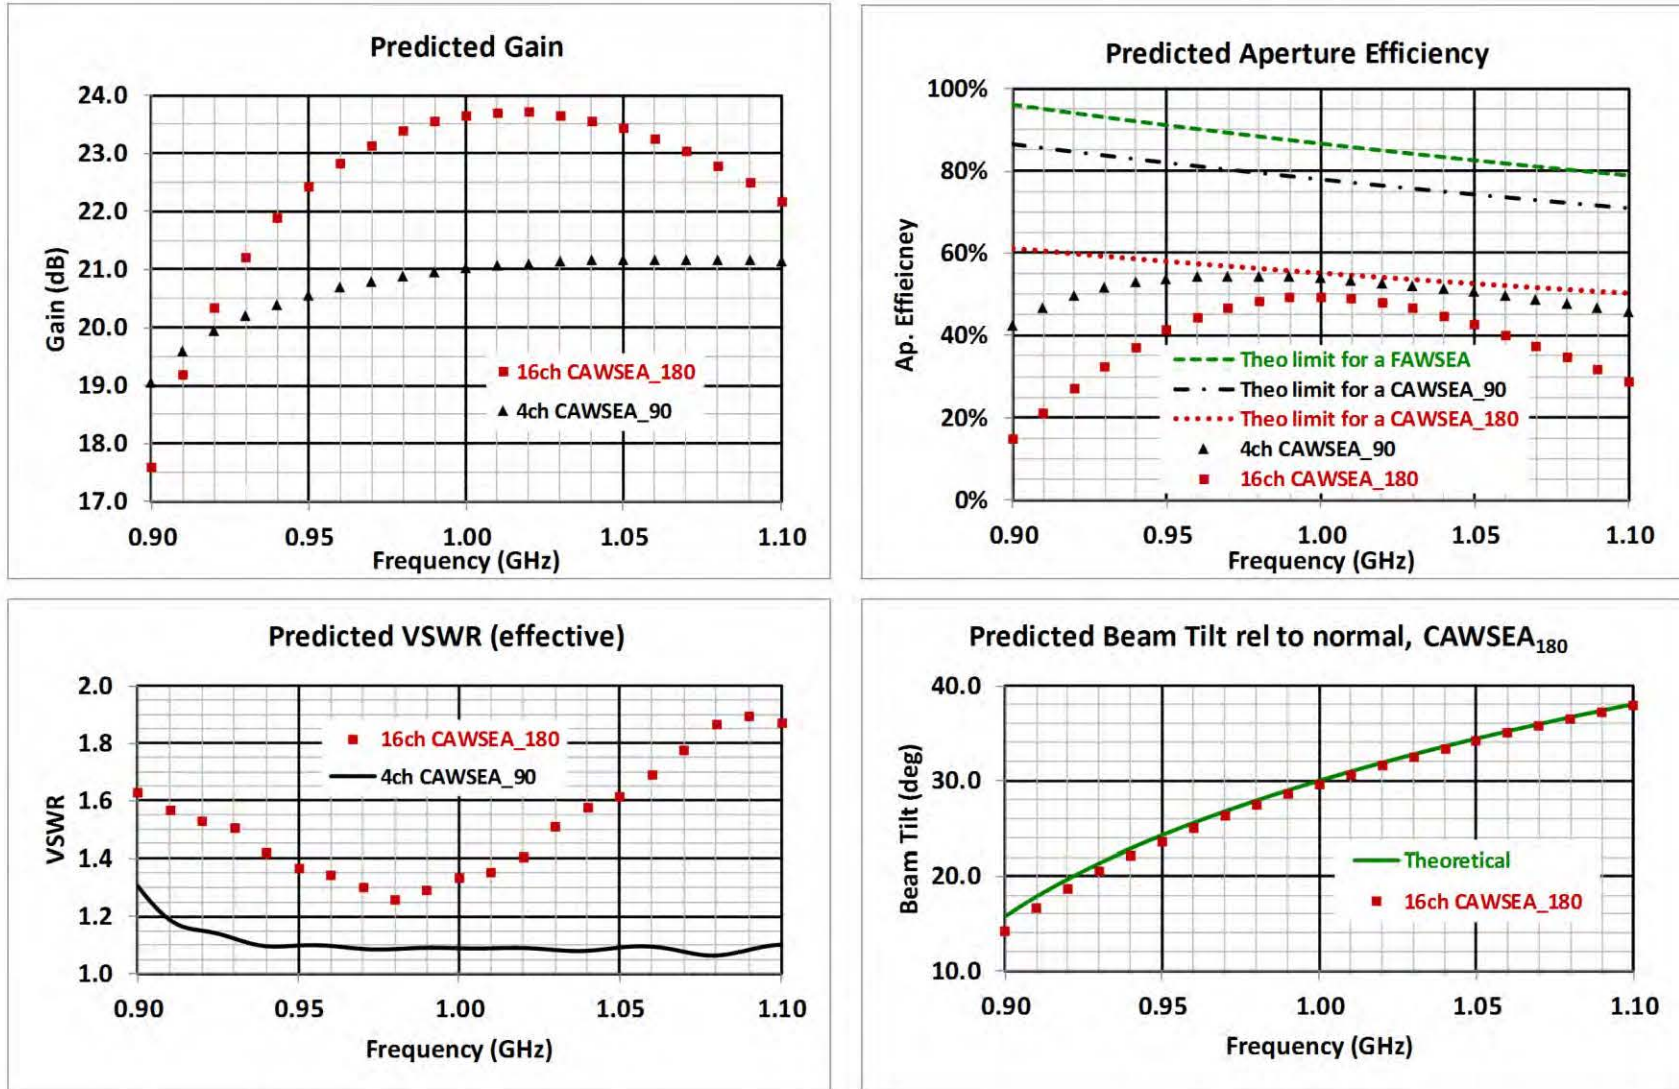 Predicted Gain
24.0
23.0
22.0
21.0
20.0
19.0
18.0
17.0
Gain (dB)
16ch CAWSEA_180
4ch CAWSEA_90
0.90 0.95 1.00 1.05 1.10
Frequency (GHz)
Predicted Aperture Efficiency
100%
80%
60%
40%
20%
0%
Ap. Effieicney
Theo limit for a FAWSEA
Theo limit for a CAWSEA_90
Theo limit for a CAWSEA_180
4ch CAWSEA_90
16ch CAWSEA_180
0.90 0.95 1.00 1.05 1.10
Frequency (GHz)
Predicted VSWR (effective)
2.0
1.8
1.6
1.4
1.2
1.0
VSWR
16ch CAWSEA_180
4ch CAWSEA_90
0.90 0.95 1.00 1.05 1.10
Frequency (GHz)
Predicted Beam Tilt rel to normal, CAWSEA180
40.0
30.0
20.0
10.0
Beam Tilt (deg)
Theoretical
16ch CAWSEA_180
0.90 0.95 1.00 1.05 1.10
Frequency (GHz)